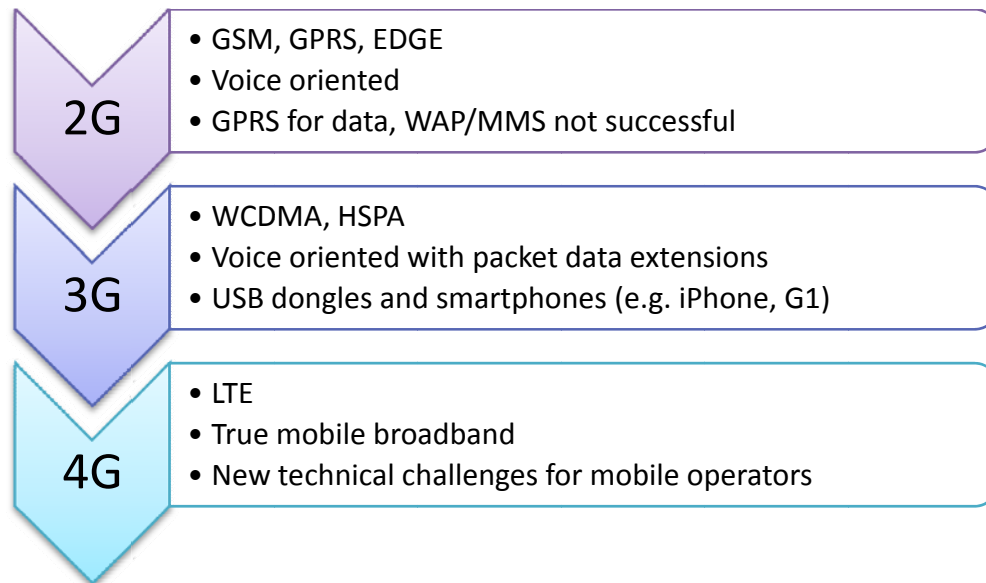 2G
• GSM, GPRS, EDGE
• Voice oriented
• GPRS for data, WAP/MMS not successful
3G
• WCDMA, HSPA
• Voice oriented with packet data extensions
• USB dongles and smartphones (e.g. iPhone, G1)
4G
• LTE
• True mobile broadband
• New technical challenges for mobile operators